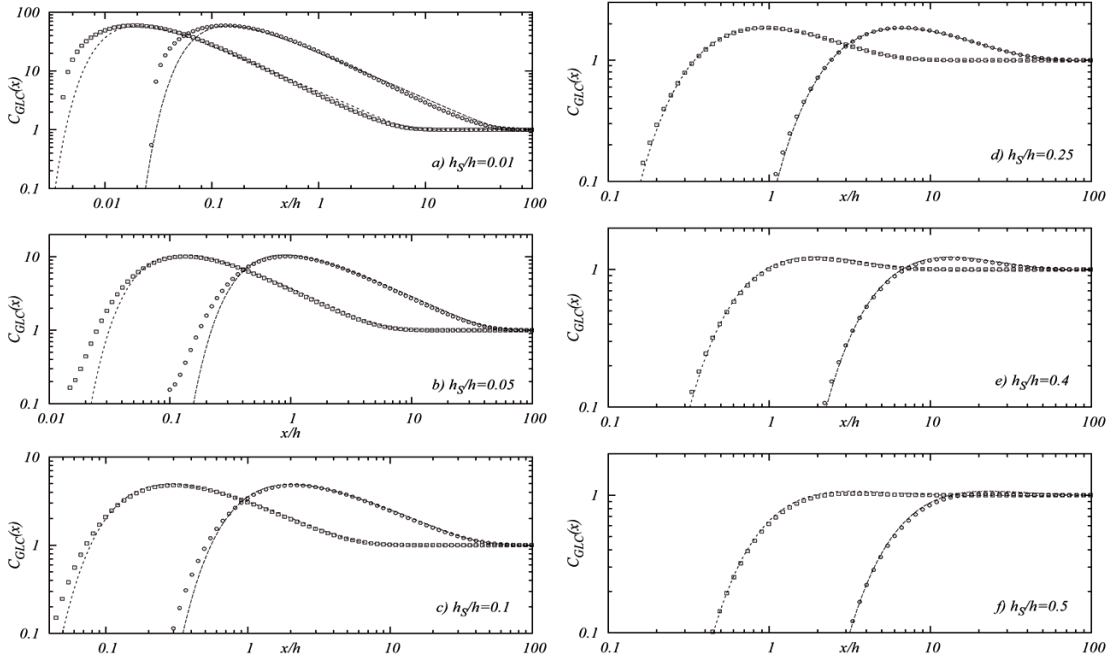 100
10
1
0.1
C_GLC(x)
a) h_S/h=0.01
0.01
0.1
x/h
1
10
100
10
1
0.1
C_GLC(x)
b) h_S/h=0.05
0.01
0.1
1
10
100
x/h
10
1
0.1
C_GLC(x)
c) h_S/h=0.1
0.1
1
x/h
10
100
1
0.1
C_GLC(x)
d) h_S/h=0.25
0.1
1
x/h
10
100
1
0.1
C_GLC(x)
e) h_S/h=0.4
0.1
1
x/h
10
100
1
0.1
C_GLC(x)
f) h_S/h=0.5
0.1
1
x/h
10
100